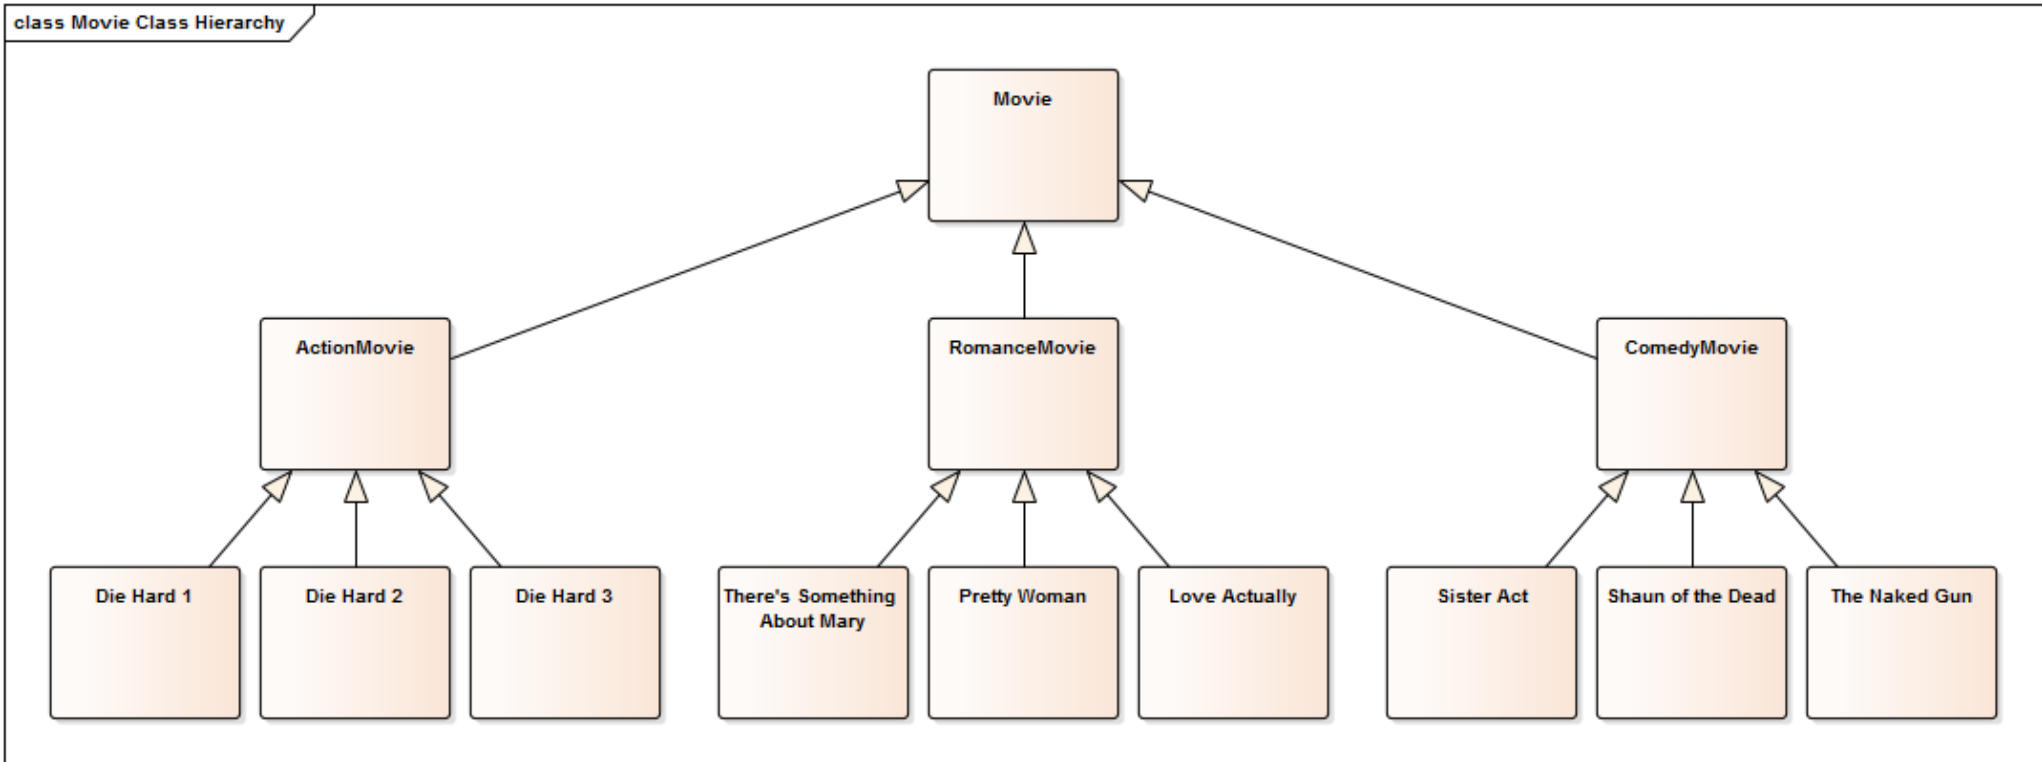 class Movie Class Hierarchy
Movie
ActionMovie
RomanceMovie
ComedyMovie
Die Hard 1
Die Hard 2
Die Hard 3
There's Something
About Mary
Pretty Woman
Love Actually
Sister Act
Shaun of the Dead
The Naked Gun